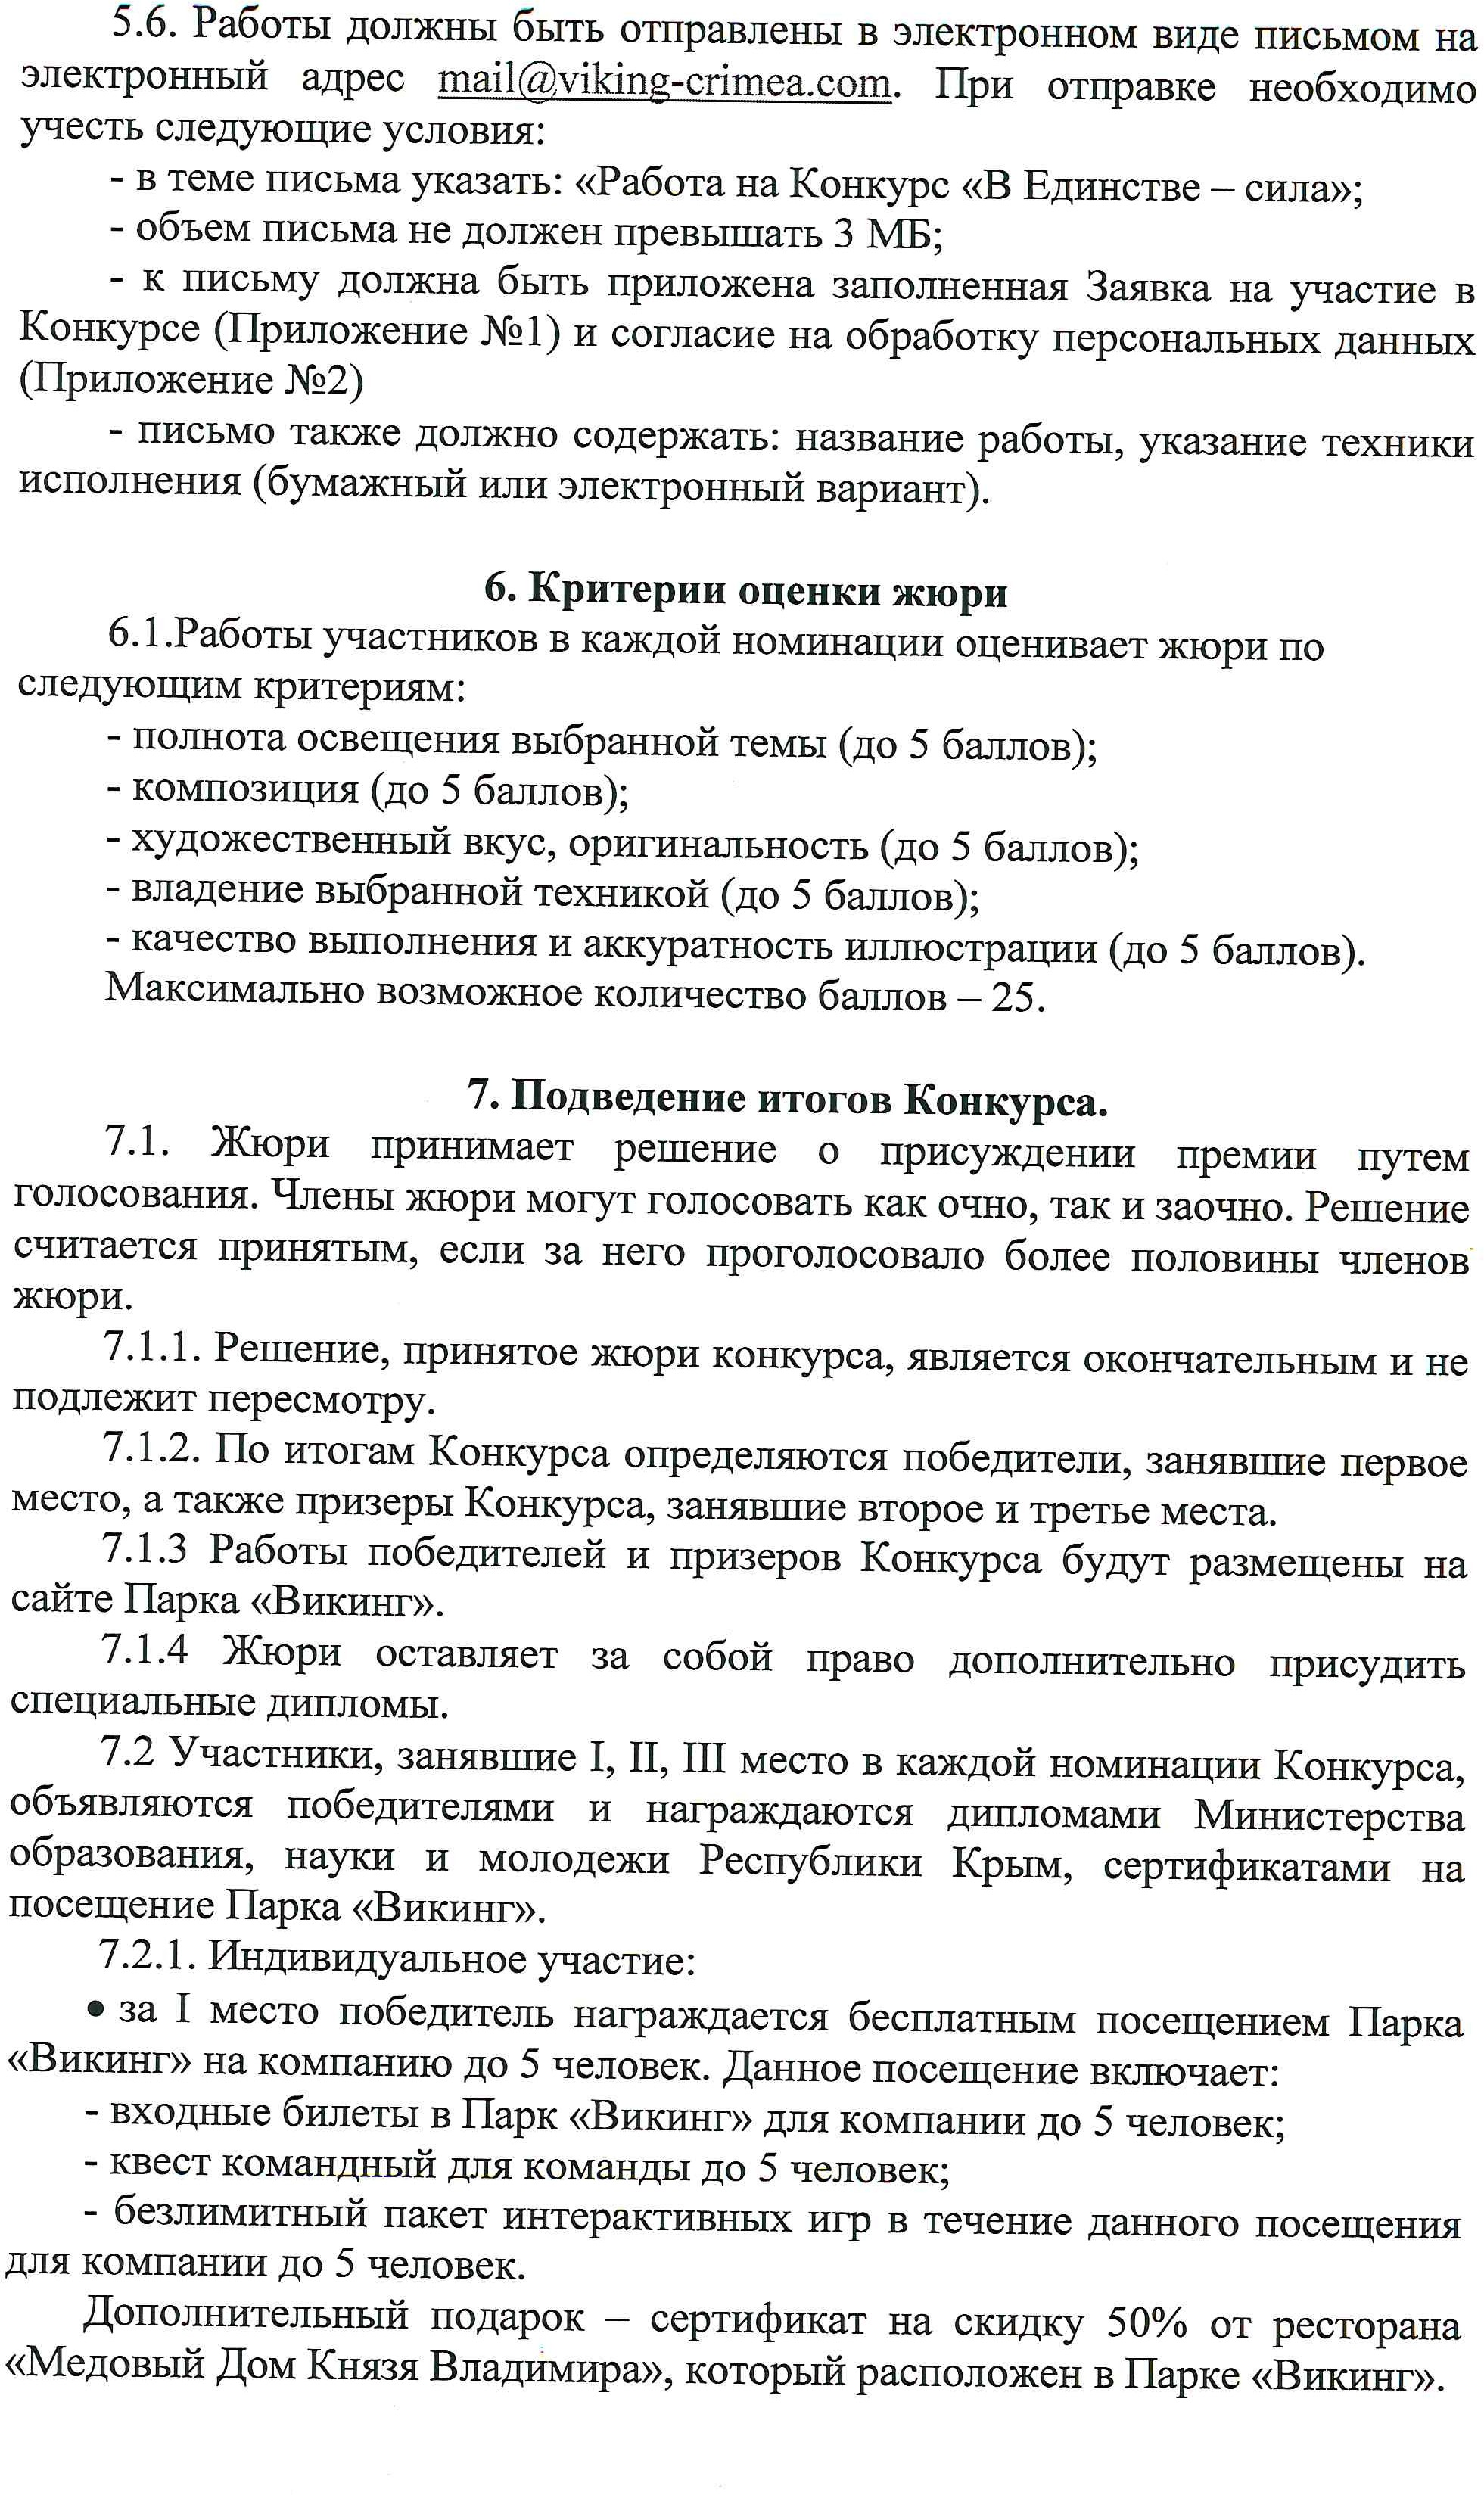 5.6. Работы должны быть отправлены в электронном виде письмом на
электронный адрес mail@viking-crimea.com. При отправке необходимо
учесть следующие условия:
- в теме письма указать: «Работа на Конкурс «В Единстве – сила»;
- объем письма не должен превышать 3 МБ;
- к письму должна быть приложена заполненная Заявка на участие в
Конкурсе (Приложение №1) и согласие на обработку персональных данных
(Приложение №2)
- письмо также должно содержать: название работы, указание техники
исполнения (бумажный или электронный вариант).
6. Критерии оценки жюри
6.1.Работы участников в каждой номинации оценивает жюри по
следующим критериям:
- полнота освещения выбранной темы (до 5 баллов);
- композиция (до 5 баллов);
- художественный вкус, оригинальность (до 5 баллов);
- владение выбранной техникой (до 5 баллов);
- качество выполнения и аккуратность иллюстрации (до 5 баллов).
Максимально возможное количество баллов – 25.
7. Подведение итогов Конкурса.
7.1. Жюри принимает решение о присуждении премии путем
голосования. Члены жюри могут голосовать как очно, так и заочно. Решение
считается принятым, если за него проголосовало более половины членов
жюри.
7.1.1. Решение, принятое жюри конкурса, является окончательным и не
подлежит пересмотру.
7.1.2. По итогам Конкурса определяются победители, занявшие первое
место, а также призеры Конкурса, занявшие второе и третье места.
7.1.3 Работы победителей и призеров Конкурса будут размещены на
сайте Парка «Викинг».
7.1.4 Жюри оставляет за собой право дополнительно присудить
специальные дипломы.
7.2 Участники, занявшие I, II, III место в каждой номинации Конкурса,
объявляются победителями и награждаются дипломами Министерства
образования, науки и молодежи Республики Крым, сертификатами на
посещение Парка «Викинг».
7.2.1. Индивидуальное участие:
• за I место победитель награждается бесплатным посещением Парка
«Викинг» на компанию до 5 человек. Данное посещение включает:
- входные билеты в Парк «Викинг» для компании до 5 человек;
- квест командный для команды до 5 человек;
- безлимитный пакет интерактивных игр в течение данного посещения
для компании до 5 человек.
Дополнительный подарок – сертификат на скидку 50% от ресторана
«Медовый Дом Князя Владимира», который расположен в Парке «Викинг».